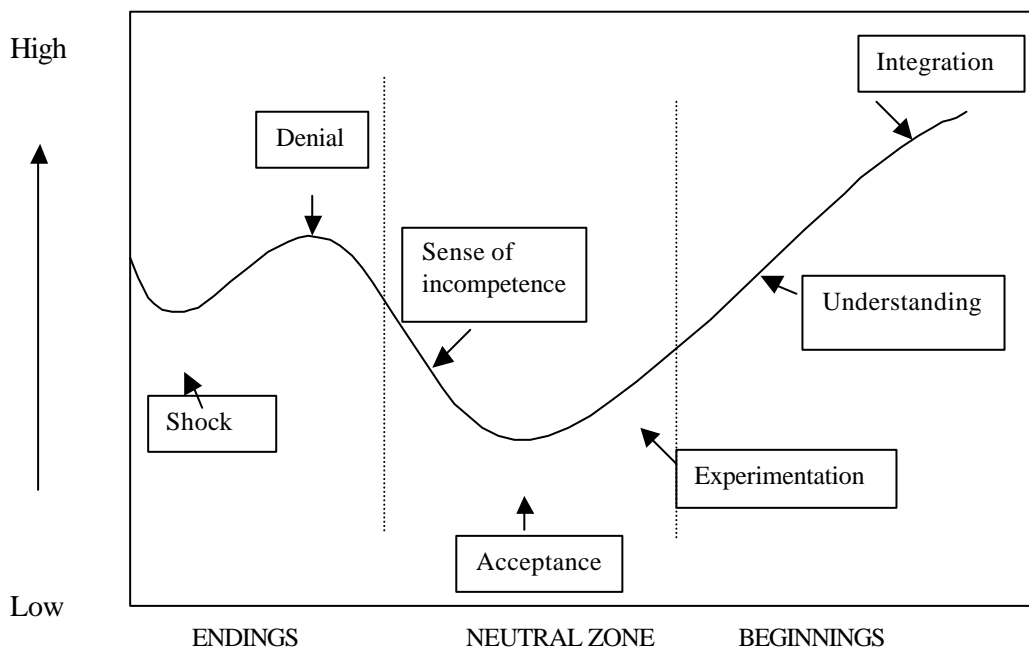 High
Integration
Denial
Sense of
incompetence
Understanding
Shock
Experimentation
Acceptance
Low
ENDINGS
NEUTRAL ZONE
BEGINNINGS